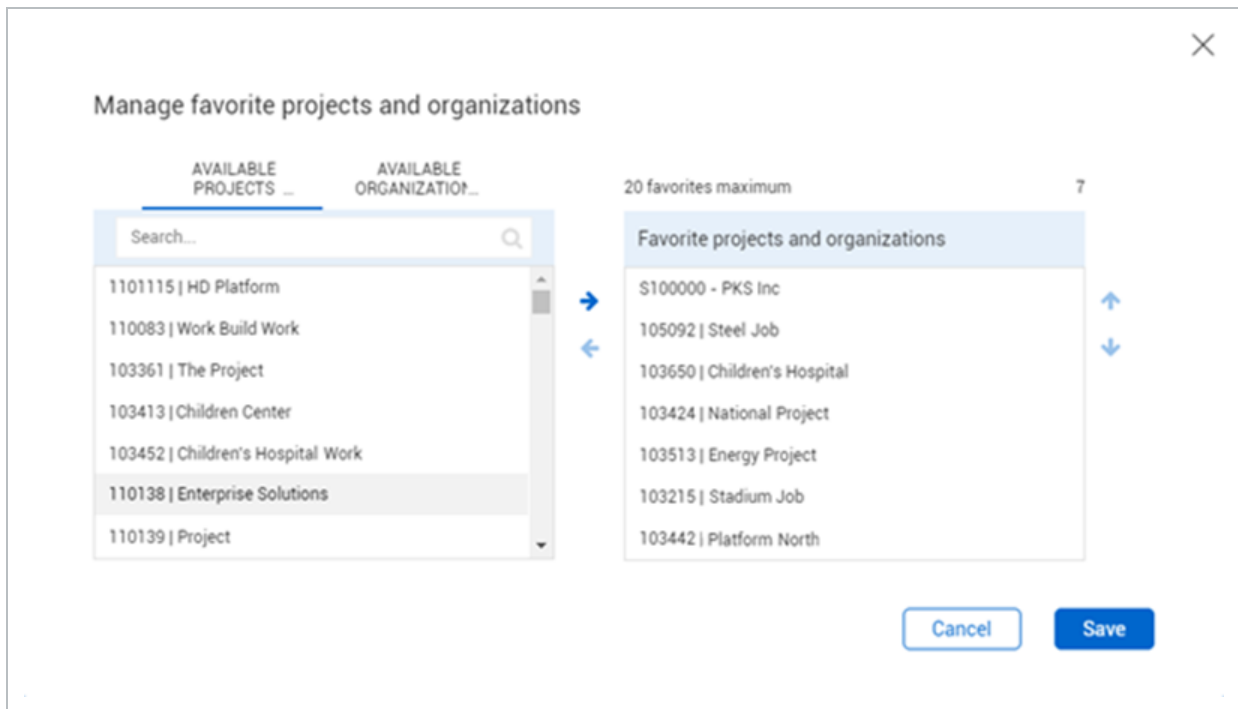 Manage favorite projects and organizations
AVAILABLE
PROJECTS ...
AVAILABLE
ORGANIZATION...
20 favorites maximum 7
Search...
Favorite projects and organizations
1101115 | HD Platform
110083 | Work Build Work
103361 | The Project
103413 | Children Center
103452 | Children's Hospital Work
110138 | Enterprise Solutions
110139 | Project
S100000 - PKS Inc
105092 | Steel Job
103650 | Children's Hospital
103424 | National Project
103513 | Energy Project
103215 | Stadium Job
103442 | Platform North
Cancel
Save